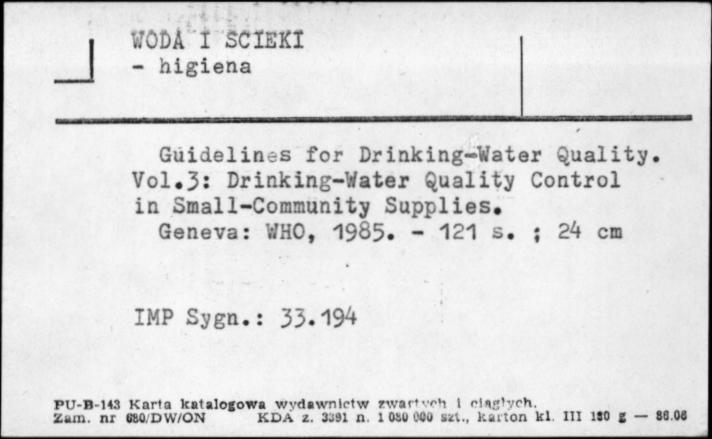 WODA I SCIEKI
- higiena
Guidelines for Drinking-Water Quality.
Vol.3: Drinking-Water Quality Control
in Small-Community Supplies.
Geneva: WHO, 1985. - 121 s. ; 24 cm
IMP Sygn.: 33.194
PU-B-143 Karta katalogowa wydawnictw zwartych i ciągłych.
Zam. nr 680/DW/ON KDA z. 3391 n. 1 080 000 szt., karton kl. III 180 g — 86.06